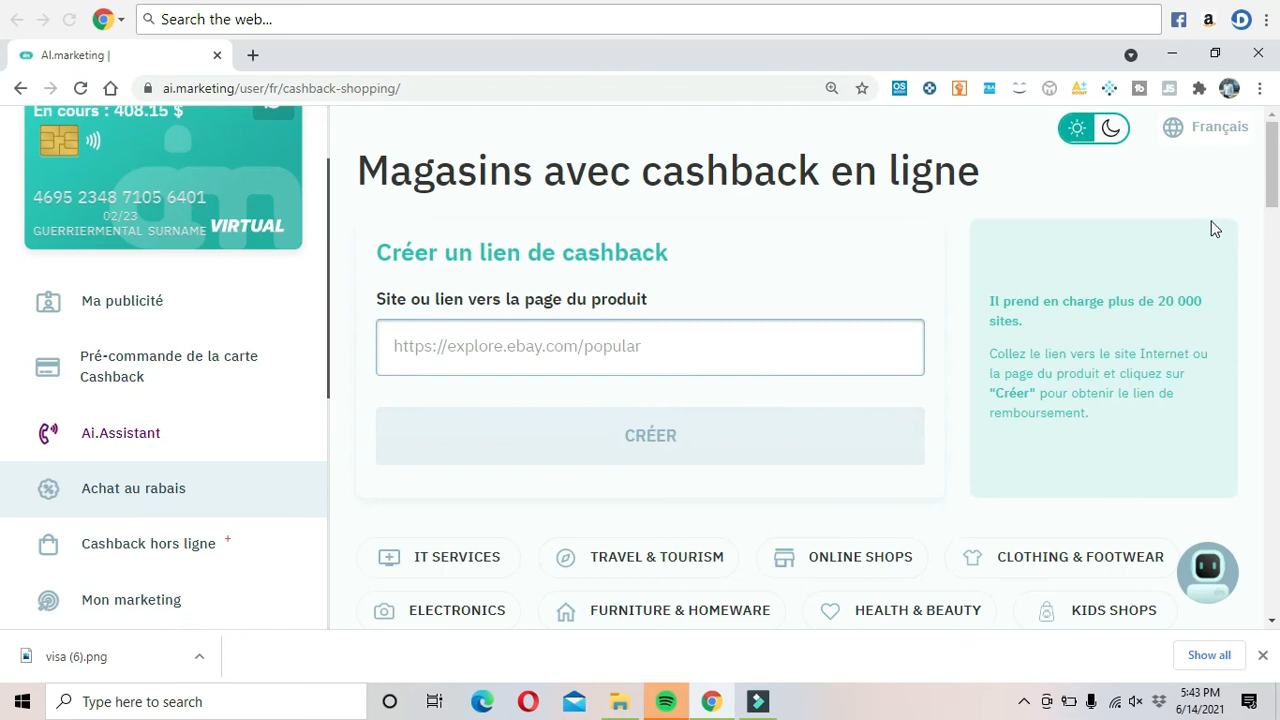 Search the web...
AI.marketing |
ai.marketing/user/fr/cashback-shopping/
En cours : 408.15 $
4695 2348 7105 6401
02/23
GUERRIERMENTAL SURNAME
VIRTUAL
Ma publicité
Pré-commande de la carte
Cashback
Ai.Assistant
Achat au rabais
Cashback hors ligne +
Mon marketing
Français
Magasins avec cashback en ligne
Créer un lien de cashback
Site ou lien vers la page du produit
https://explore.ebay.com/popular
CRÉER
Il prend en charge plus de 20 000
sites.
Collez le lien vers le site Internet ou
la page du produit et cliquez sur
"Créer" pour obtenir le lien de
remboursement.
IT SERVICES
TRAVEL & TOURISM
ONLINE SHOPS
CLOTHING & FOOTWEAR
ELECTRONICS
FURNITURE & HOMEWARE
HEALTH & BEAUTY
KIDS SHOPS
visa (6).png
Show all
Type here to search
5:43 PM
6/14/2021